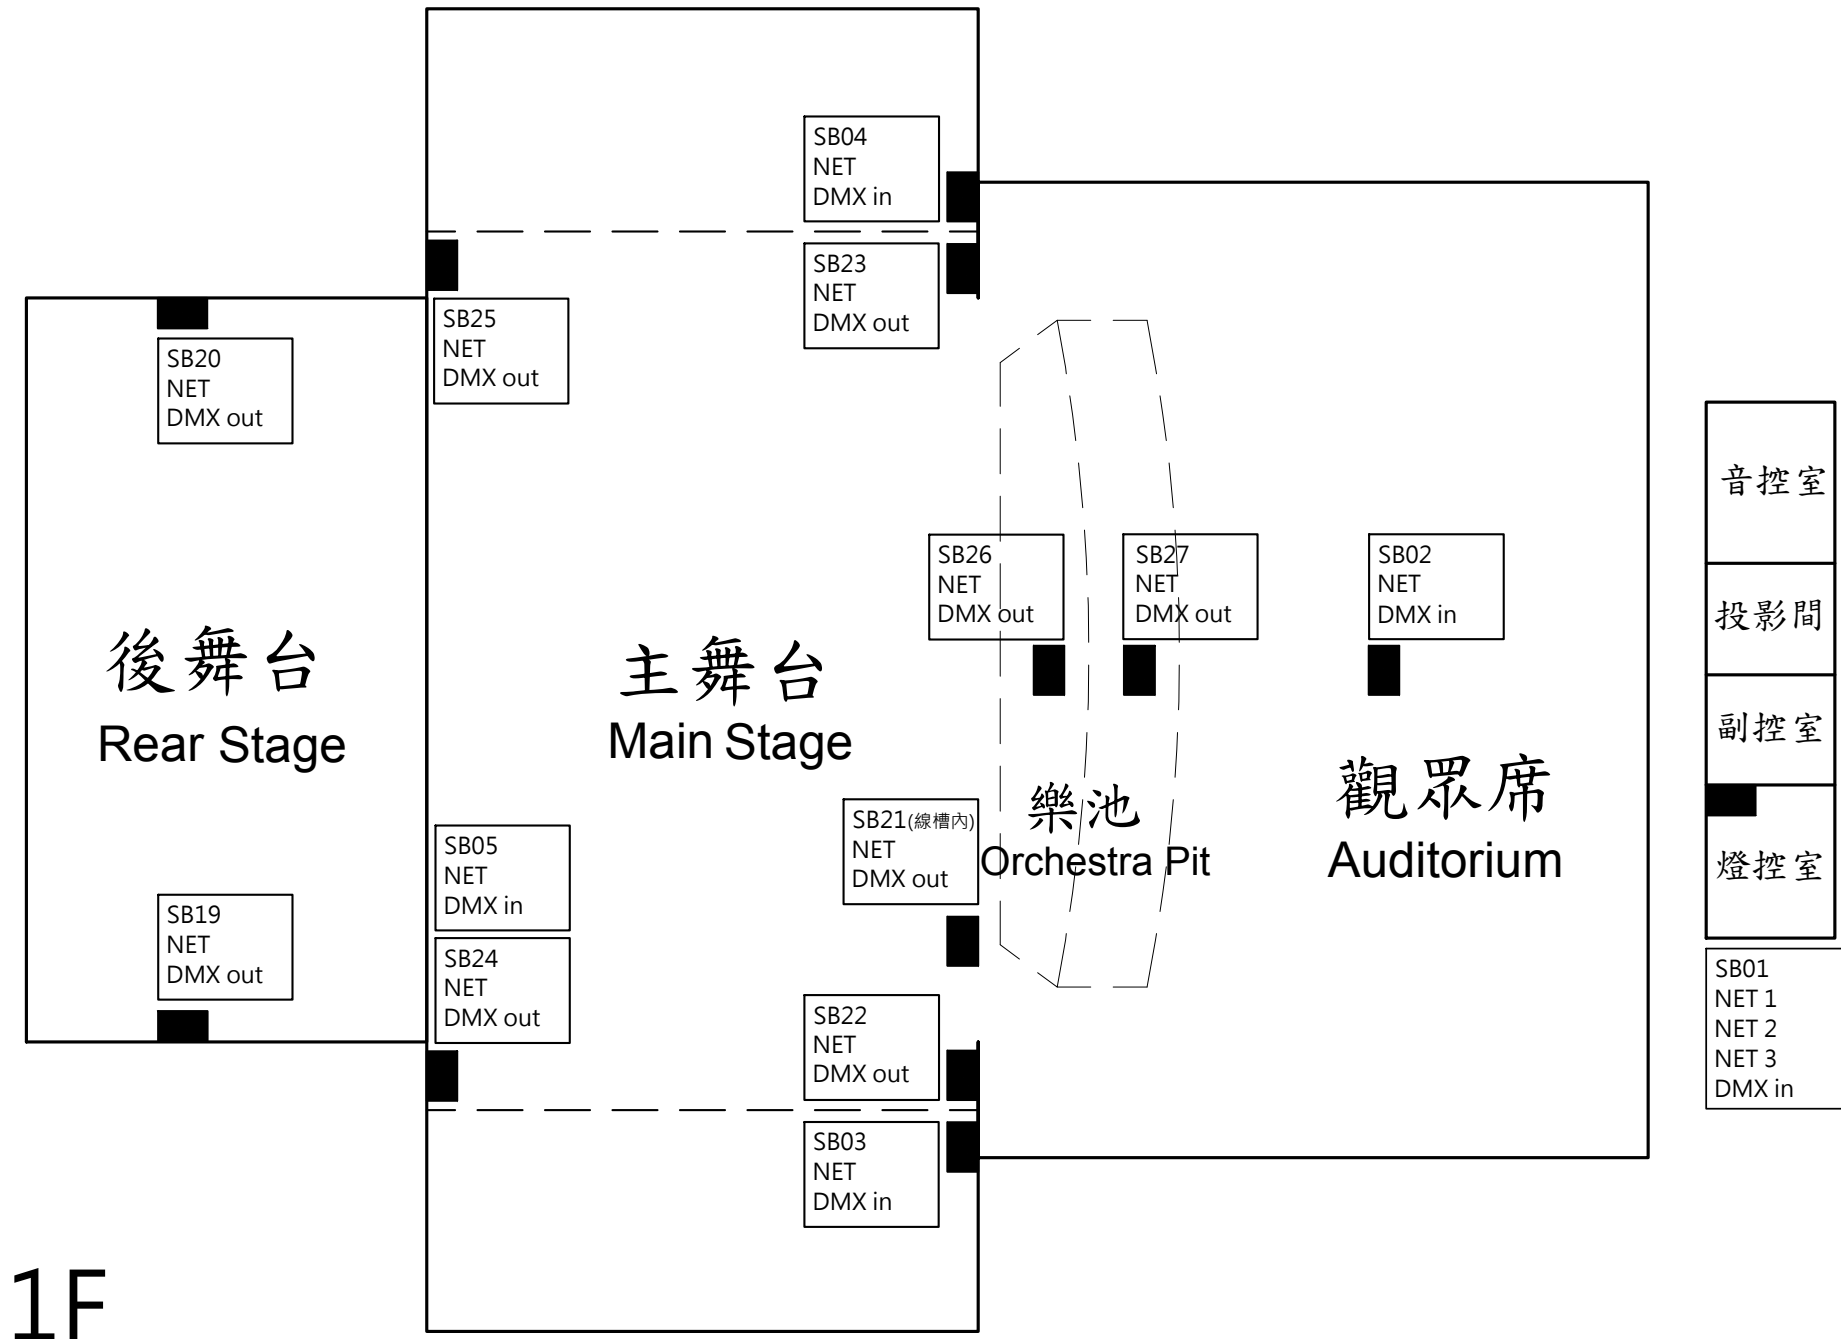 SB04
NET
DMX in
SB23
NET
DMX out
SB25
NET
DMX out
SB20
NET
DMX out
音控室
SB26
NET
DMX out
SB27
NET
DMX out
SB02
NET
DMX in
投影間
後舞台
Rear Stage
主舞台
Main Stage
副控室
樂池
Orchestra Pit
觀眾席
Auditorium
SB21(線槽內)
NET
DMX out
燈控室
SB05
NET
DMX in
SB19
NET
DMX out
SB24
NET
DMX out
SB01
NET 1
NET 2
NET 3
DMX in
SB22
NET
DMX out
SB03
NET
DMX in
1F